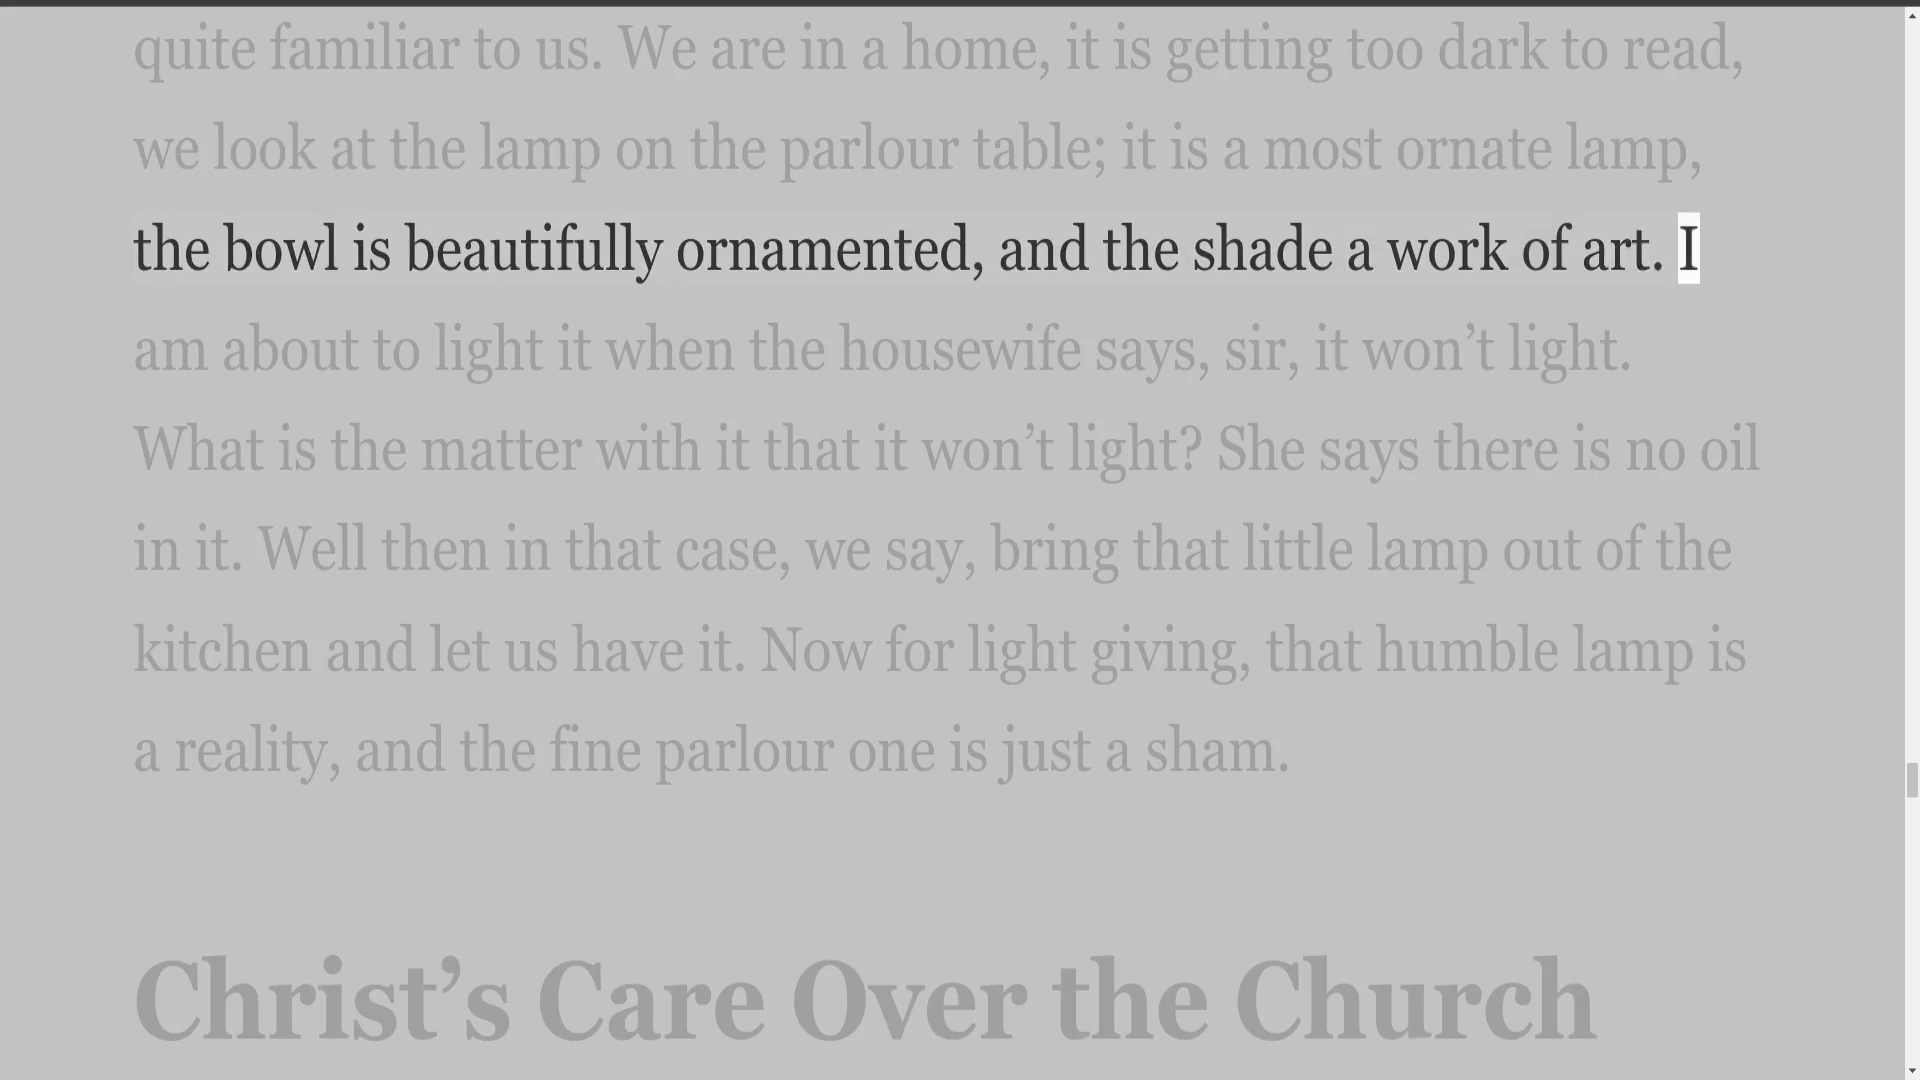 quite familiar to us. We are in a home, it is getting too dark to read,
we look at the lamp on the parlour table; it is a most ornate lamp,
the bowl is beautifully ornamented, and the shade a work of art. I
am about to light it when the housewife says, sir, it won’t light.
What is the matter with it that it won’t light? She says there is no oil
in it. Well then in that case, we say, bring that little lamp out of the
kitchen and let us have it. Now for light giving, that humble lamp is
a reality, and the fine parlour one is just a sham.
Christ’s Care Over the Church